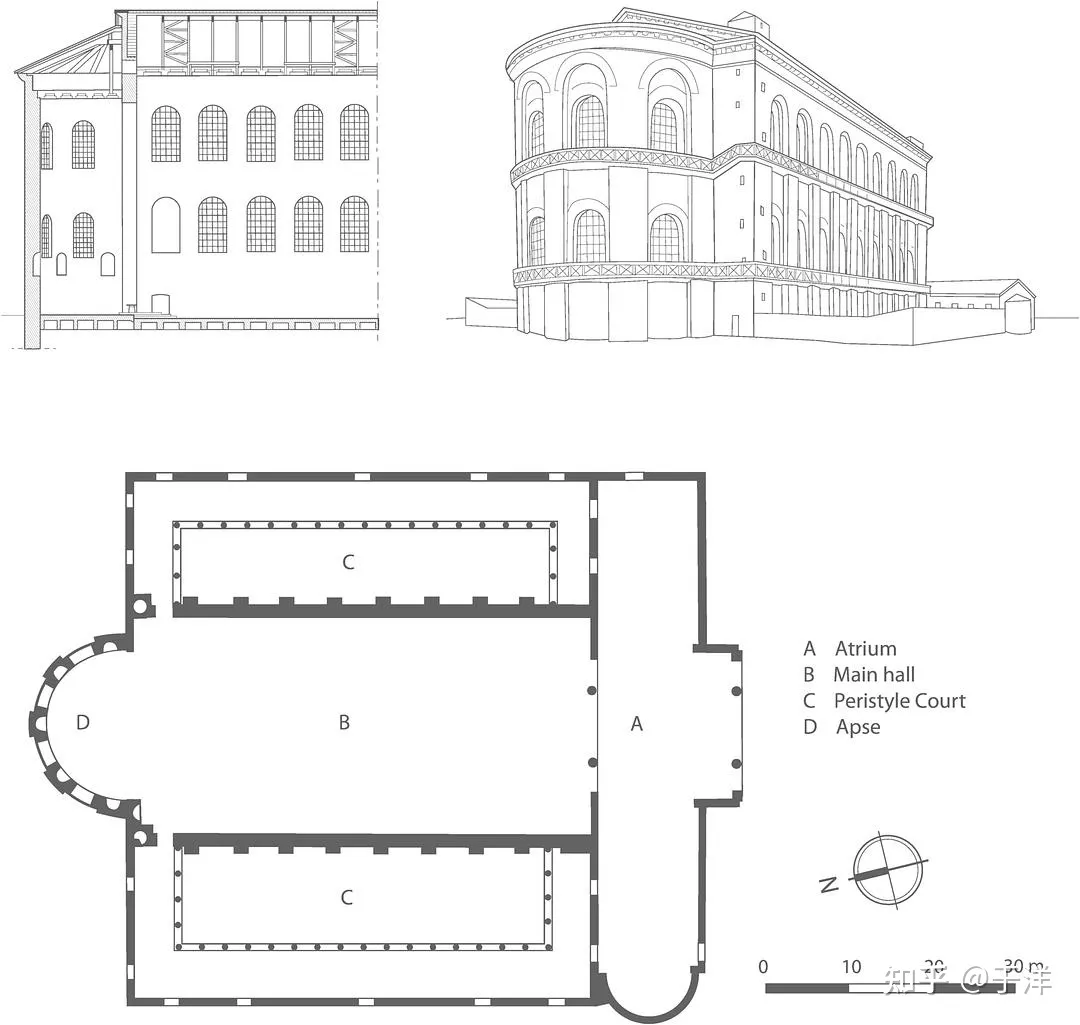 C
A Atrium
B Main hall
C Peristyle Court
D Apse
D
B
A
N
C
0 10 20 30 m
知乎 @于洋